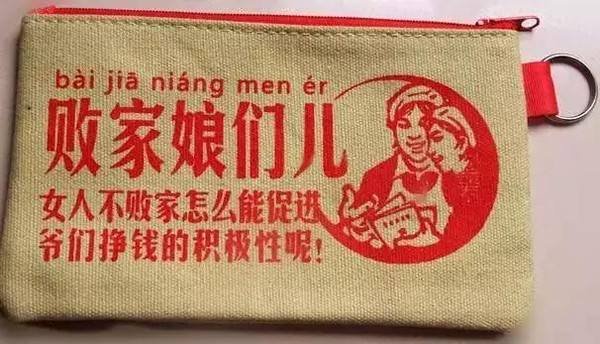 bài jiā niáng men ér
败家娘们儿
女人不败家怎么能促进
爷们挣钱的积极性呢!